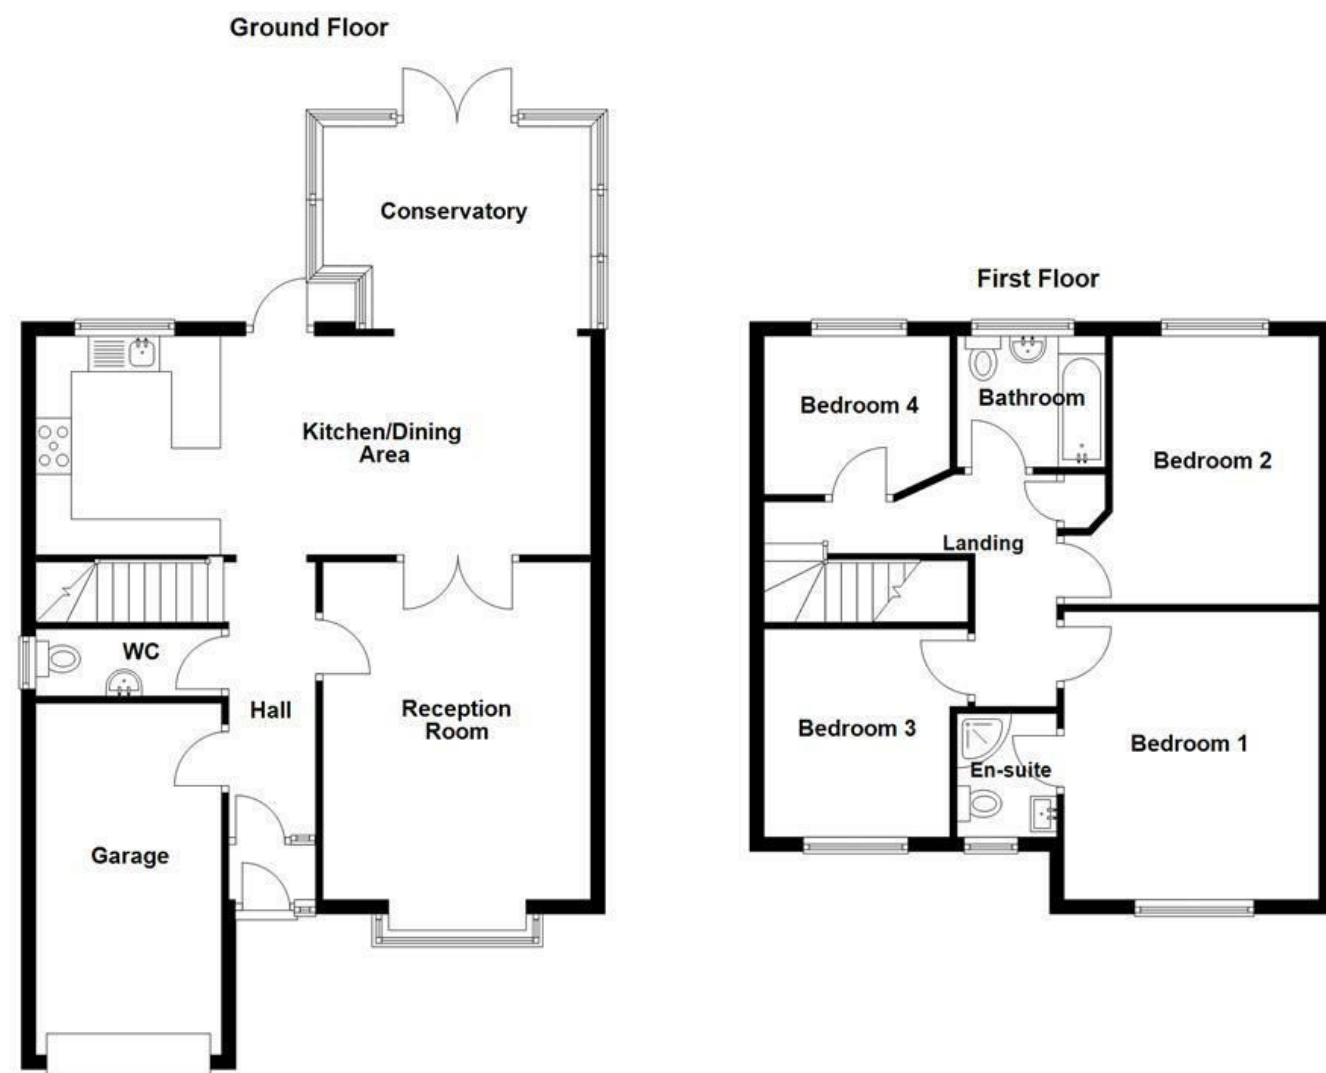 Ground Floor
Conservatory
Kitchen/Dining
Area
WC
Hall
Reception
Room
Garage
First Floor
Bedroom 4
Bathroom
Bedroom 2
Landing
Bedroom 3
En-suite
Bedroom 1